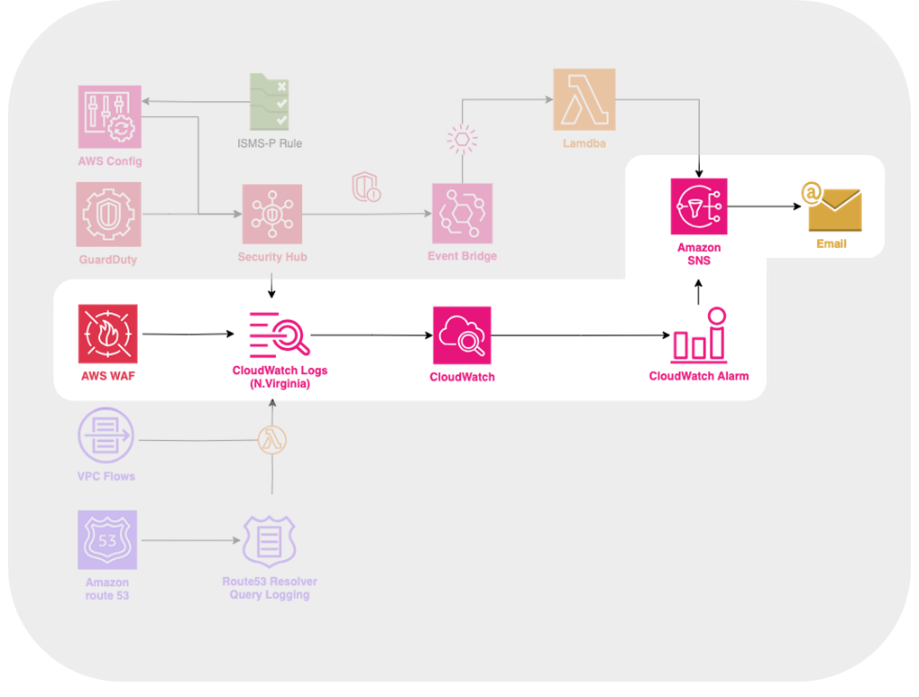 ISMS-P Rule
Lamdba
AWS Config
GuardDuty
Security Hub
Event Bridge
Amazon
SNS
@
Email
AWS WAF
CloudWatch Logs
(N.Virginia)
CloudWatch
CloudWatch Alarm
VPC Flows
53
Amazon
route 53
Route53 Resolver
Query Logging